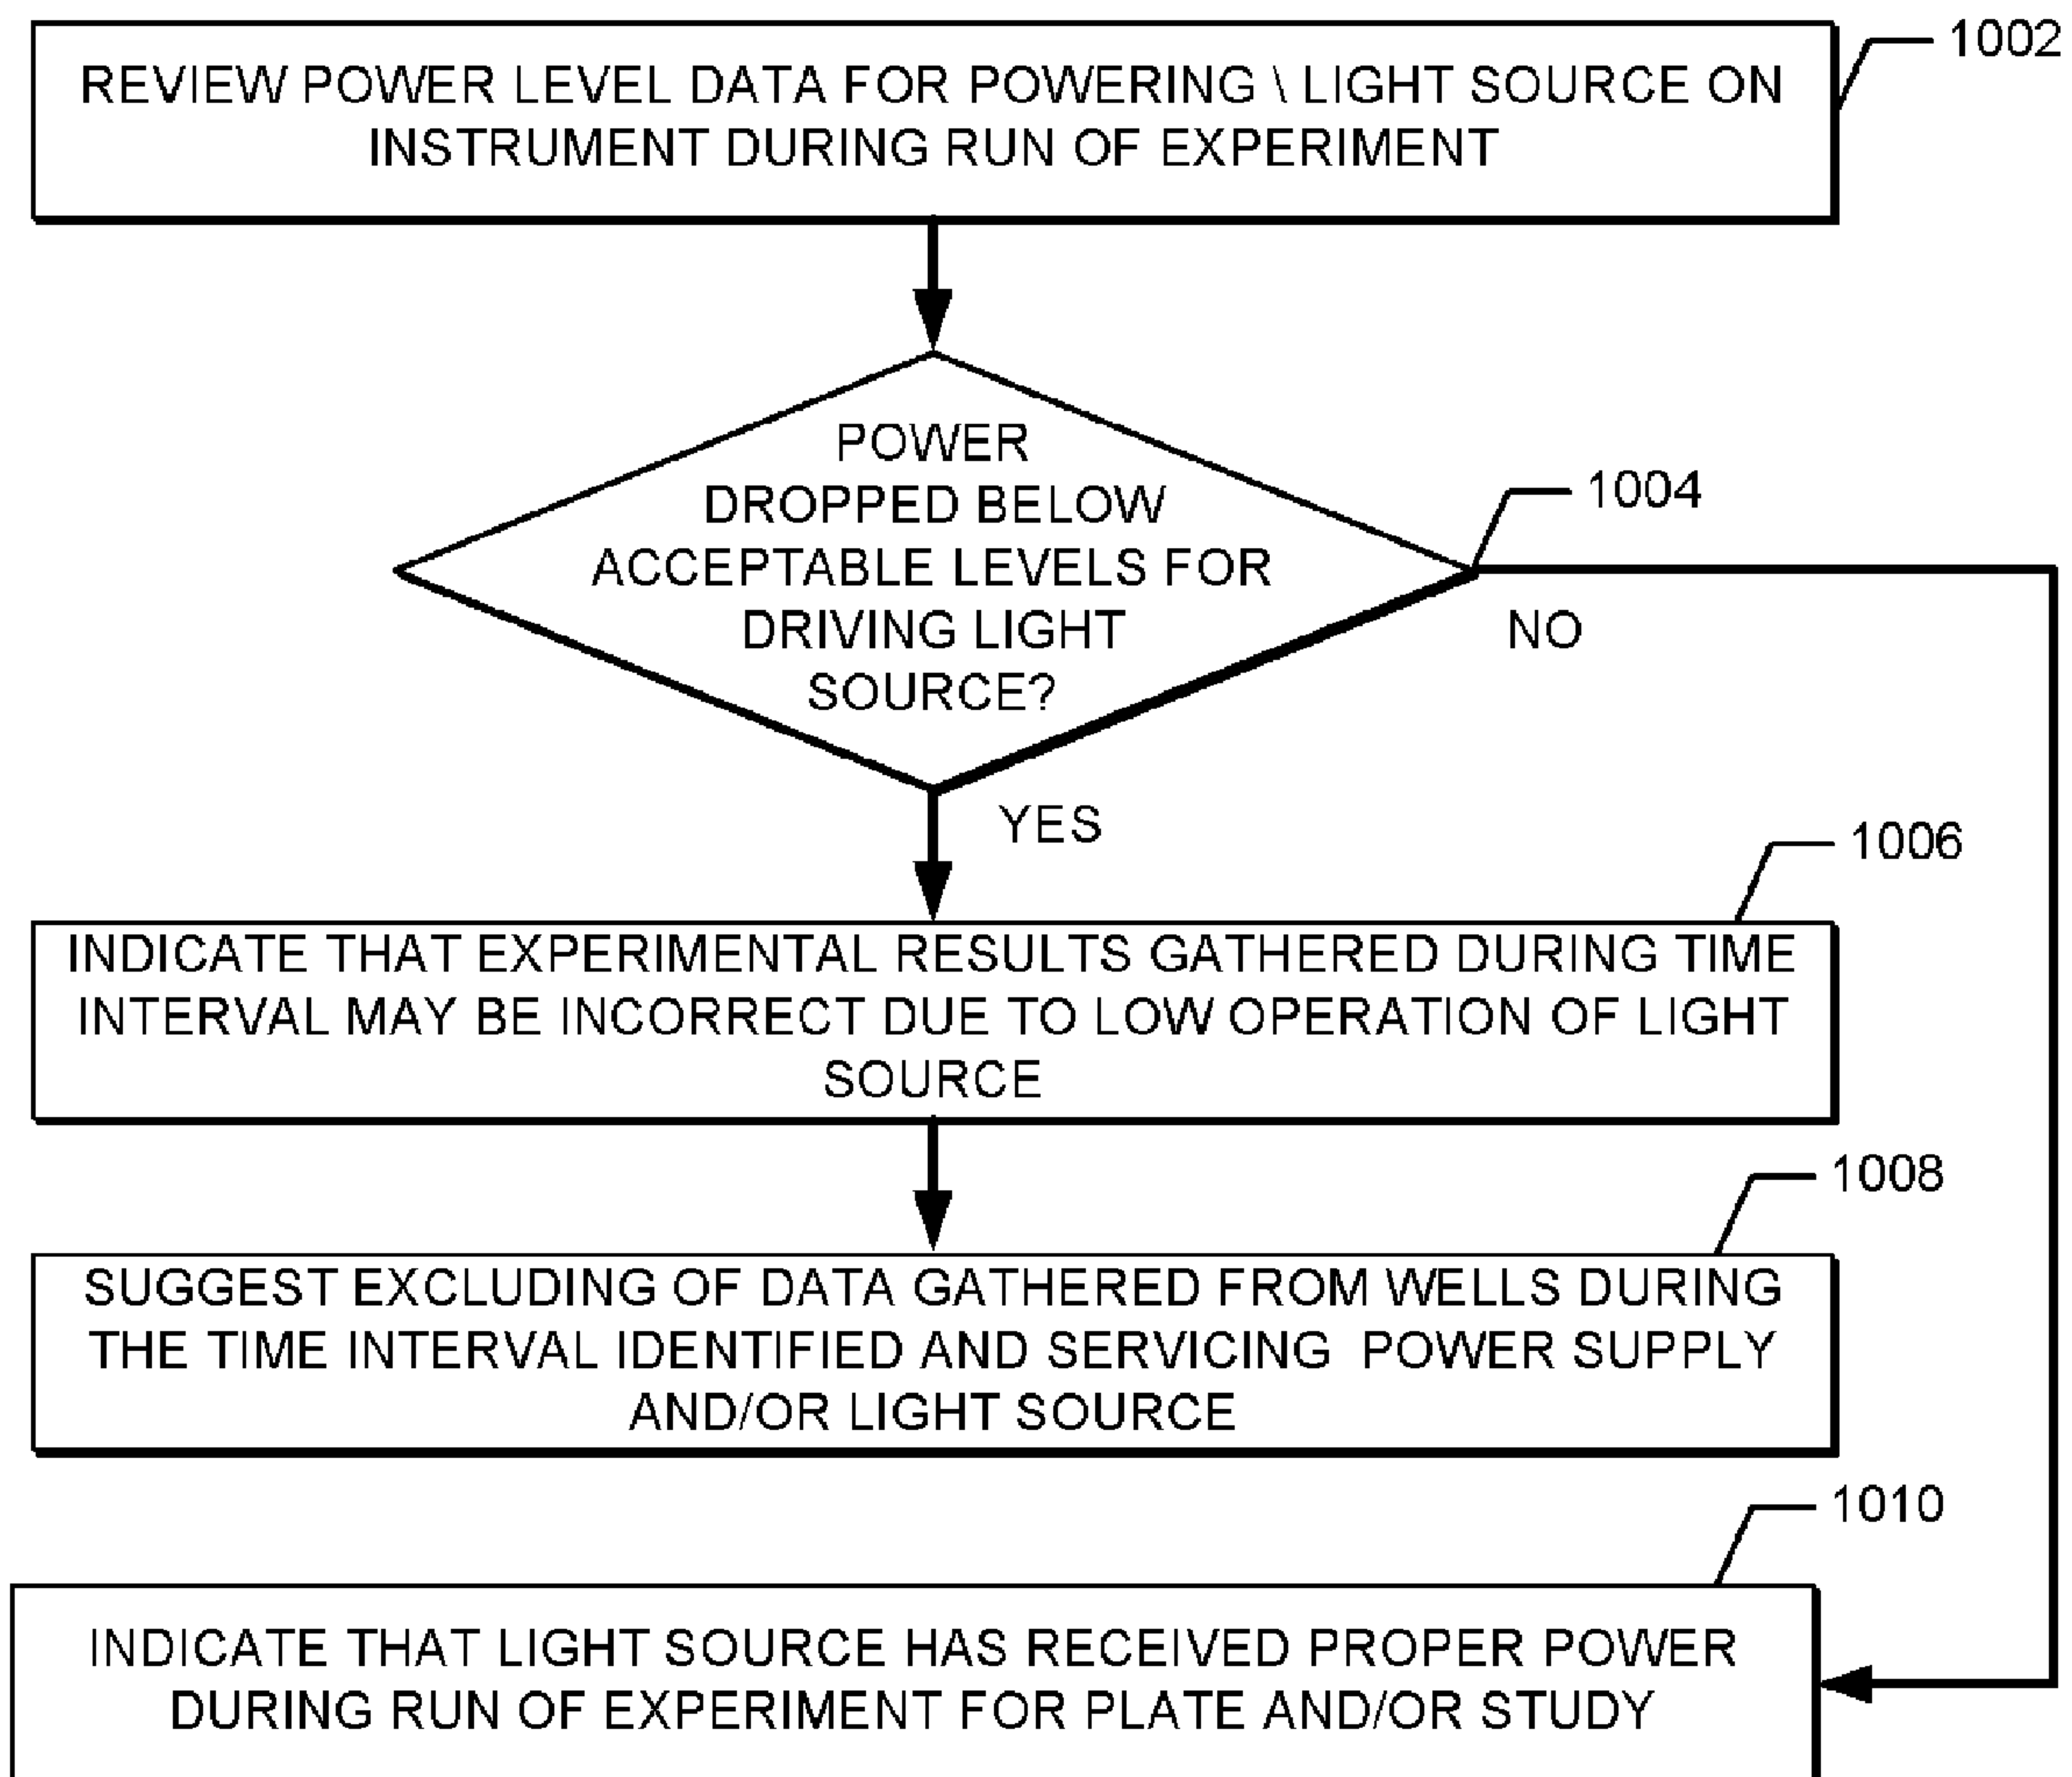 1002
REVIEW POWER LEVEL DATA FOR POWERING \ LIGHT SOURCE ON
INSTRUMENT DURING RUN OF EXPERIMENT
POWER
DROPPED BELOW
ACCEPTABLE LEVELS FOR
DRIVING LIGHT
SOURCE?
1004
NO
YES
1006
INDICATE THAT EXPERIMENTAL RESULTS GATHERED DURING TIME
INTERVAL MAY BE INCORRECT DUE TO LOW OPERATION OF LIGHT
SOURCE
1008
SUGGEST EXCLUDING OF DATA GATHERED FROM WELLS DURING
THE TIME INTERVAL IDENTIFIED AND SERVICING POWER SUPPLY
AND/OR LIGHT SOURCE
1010
INDICATE THAT LIGHT SOURCE HAS RECEIVED PROPER POWER
DURING RUN OF EXPERIMENT FOR PLATE AND/OR STUDY